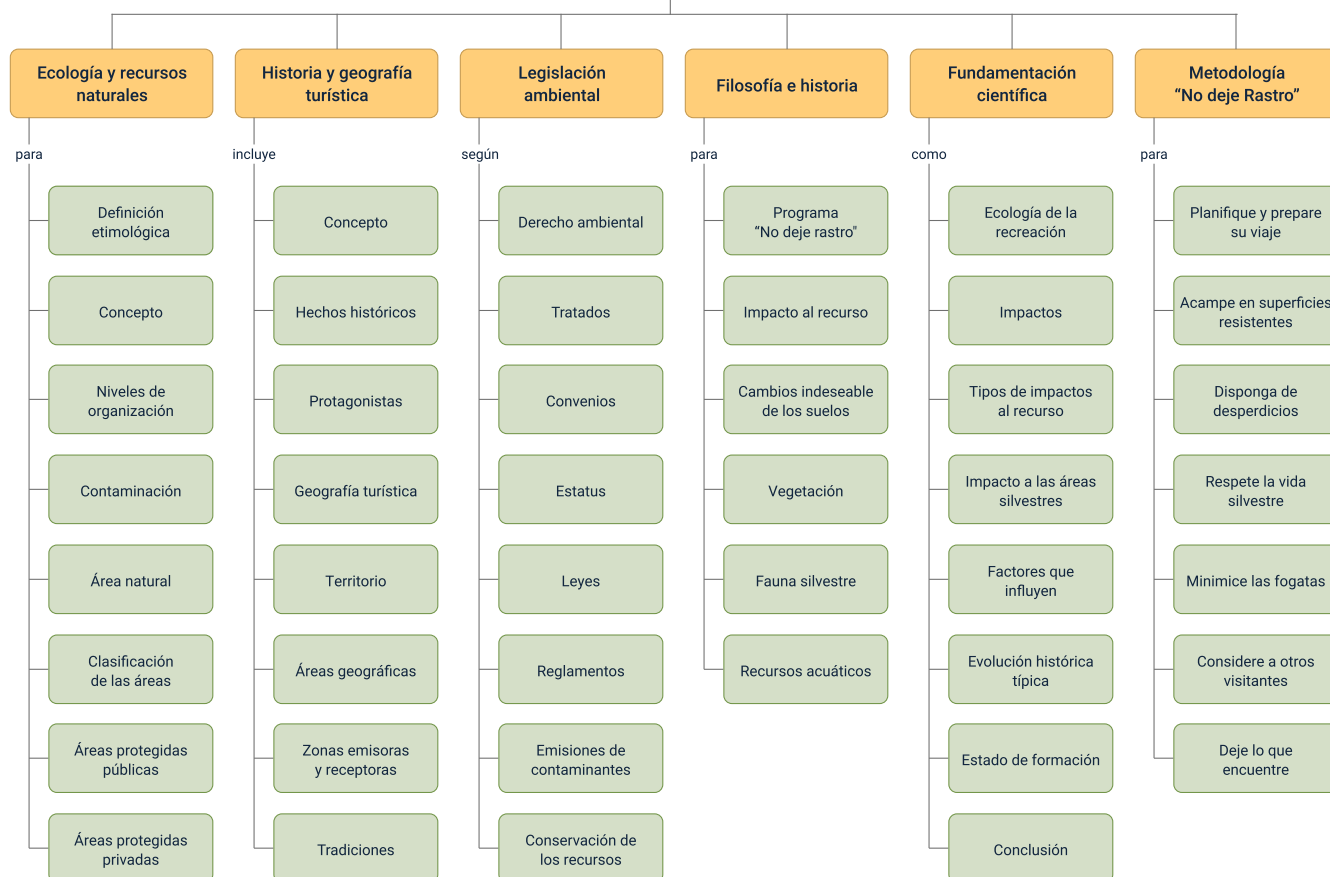 Ecología y recursos
naturales
Historia y geografía
turística
Legislación
ambiental
Filosofía e historia
Fundamentación
científica
Metodología
“No deje Rastro”
para
incluye
según
para
como
para
Definición
etimológica
Concepto
Niveles de
organización
Contaminación
Área natural
Clasificación
de las áreas
Áreas protegidas
públicas
Áreas protegidas
privadas
Concepto
Hechos históricos
Protagonistas
Geografía turística
Territorio
Áreas geográficas
Zonas emisoras
y receptoras
Tradiciones
Derecho ambiental
Tratados
Convenios
Estatus
Leyes
Reglamentos
Emisiones de
contaminantes
Conservación de
los recursos
Programa
“No deje rastro"
Impacto al recurso
Cambios indeseable
de los suelos
Vegetación
Fauna silvestre
Recursos acuáticos
Ecología de la
recreación
Impactos
Tipos de impactos
al recurso
Impacto a las áreas
silvestres
Factores que
influyen
Evolución histórica
típica
Estado de formación
Conclusión
Planifique y prepare
su viaje
Acampe en superficies
resistentes
Disponga de
desperdicios
Respete la vida
silvestre
Minimice las fogatas
Considere a otros
visitantes
Deje lo que
encuentre